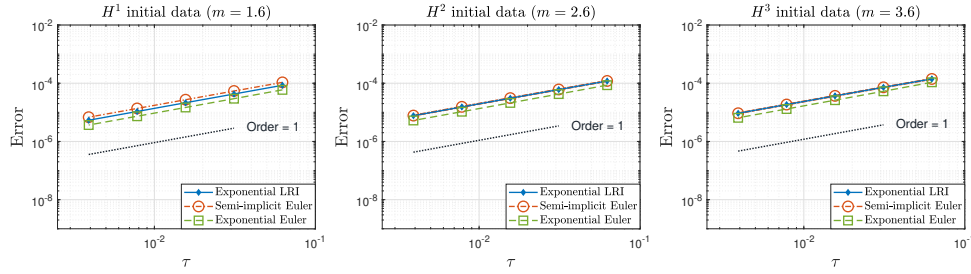 H¹ initial data (m = 1.6)
10⁻²
10⁻⁴
10⁻⁶
10⁻⁸
Error
Order = 1
Exponential LRI
Semi-implicit Euler
Exponential Euler
10⁻²
10⁻¹
τ
H² initial data (m = 2.6)
10⁻²
10⁻⁴
10⁻⁶
10⁻⁸
Error
Order = 1
Exponential LRI
Semi-implicit Euler
Exponential Euler
10⁻²
10⁻¹
τ
H³ initial data (m = 3.6)
10⁻²
10⁻⁴
10⁻⁶
10⁻⁸
Error
Order = 1
Exponential LRI
Semi-implicit Euler
Exponential Euler
10⁻²
10⁻
τ